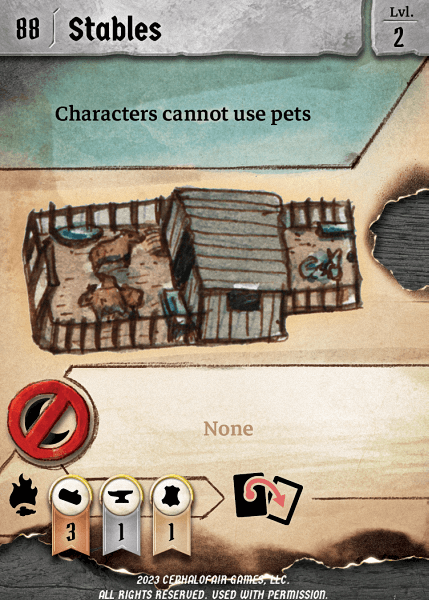 88 Stables
Lvl.
2
Characters cannot use pets
None
3 1 1
2023 CEPHALOFAIR GAMES, LLC.
ALL RIGHTS RESERVED. USED WITH PERMISSION.